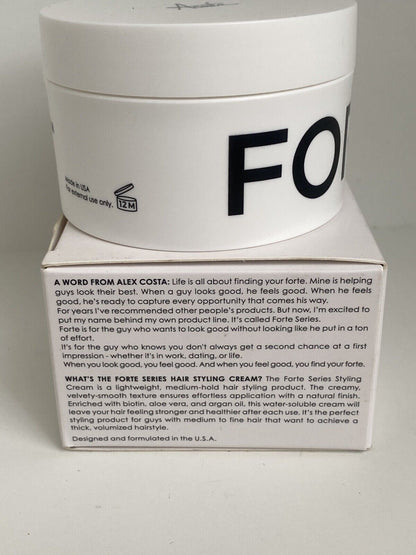 FOR
Made in USA
For external use only.
12M
A WORD FROM ALEX COSTA: Life is all about finding your forte. Mine is helping
guys look their best. When a guy looks good, he feels good. When he feels
good, he's ready to capture every opportunity that comes his way.
For years I've recommended other people's products. But now, I'm excited to
put my name behind my own product line. It's called Forte Series.
Forte is for the guy who wants to look good without looking like he put in a ton
of effort.
It's for the guy who knows you don't always get a second chance at a first
impression - whether it's in work, dating, or life.
When you look good, you feel good. And when you feel good, you find your forte.
WHAT'S THE FORTE SERIES HAIR STYLING CREAM? The Forte Series Styling
Cream is a lightweight, medium-hold hair styling product. The creamy,
velvety-smooth texture ensures effortless application with a natural finish.
Enriched with biotin, aloe vera, and argan oil, this water-soluble cream will
leave your hair feeling stronger and healthier after each use. It's the perfect
styling product for guys with medium to fine hair that want to achieve a
thick, volumized hairstyle.
Designed and formulated in the U.S.A.